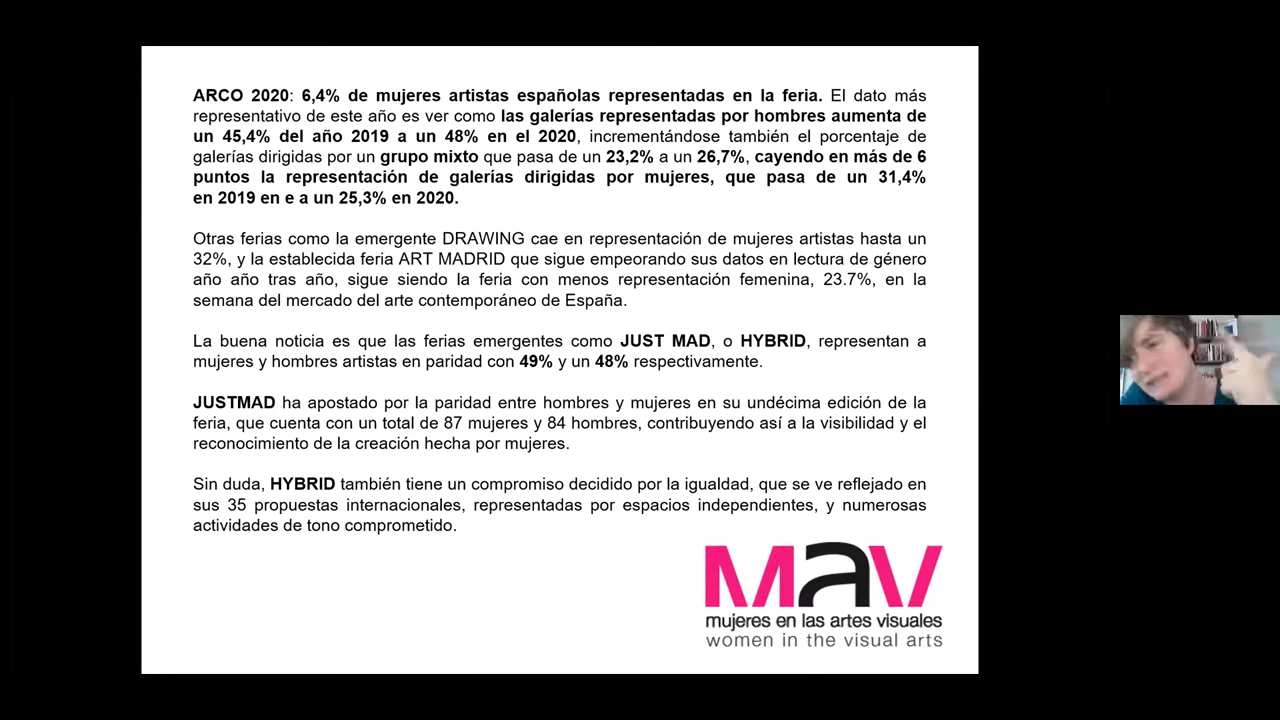 ARCO 2020: 6,4% de mujeres artistas españolas representadas en la feria. El dato más
representativo de este año es ver como las galerías representadas por hombres aumenta de
un 45,4% del año 2019 a un 48% en el 2020, incrementándose también el porcentaje de
galerías dirigidas por un grupo mixto que pasa de un 23,2% a un 26,7%, cayendo en más de 6
puntos la representación de galerías dirigidas por mujeres, que pasa de un 31,4%
en 2019 en e a un 25,3% en 2020.
Otras ferias como la emergente DRAWING cae en representación de mujeres artistas hasta un
32%, y la establecida feria ART MADRID que sigue empeorando sus datos en lectura de género
año año tras año, sigue siendo la feria con menos representación femenina, 23.7%, en la
semana del mercado del arte contemporáneo de España.
La buena noticia es que las ferias emergentes como JUST MAD, o HYBRID, representan a
mujeres y hombres artistas en paridad con 49% y un 48% respectivamente.
JUSTMAD ha apostado por la paridad entre hombres y mujeres en su undécima edición de la
feria, que cuenta con un total de 87 mujeres y 84 hombres, contribuyendo así a la visibilidad y el
reconocimiento de la creación hecha por mujeres.
Sin duda, HYBRID también tiene un compromiso decidido por la igualdad, que se ve reflejado en
sus 35 propuestas internacionales, representadas por espacios independientes, y numerosas
actividades de tono comprometido.
MaV
mujeres en las artes visuales
women in the visual arts